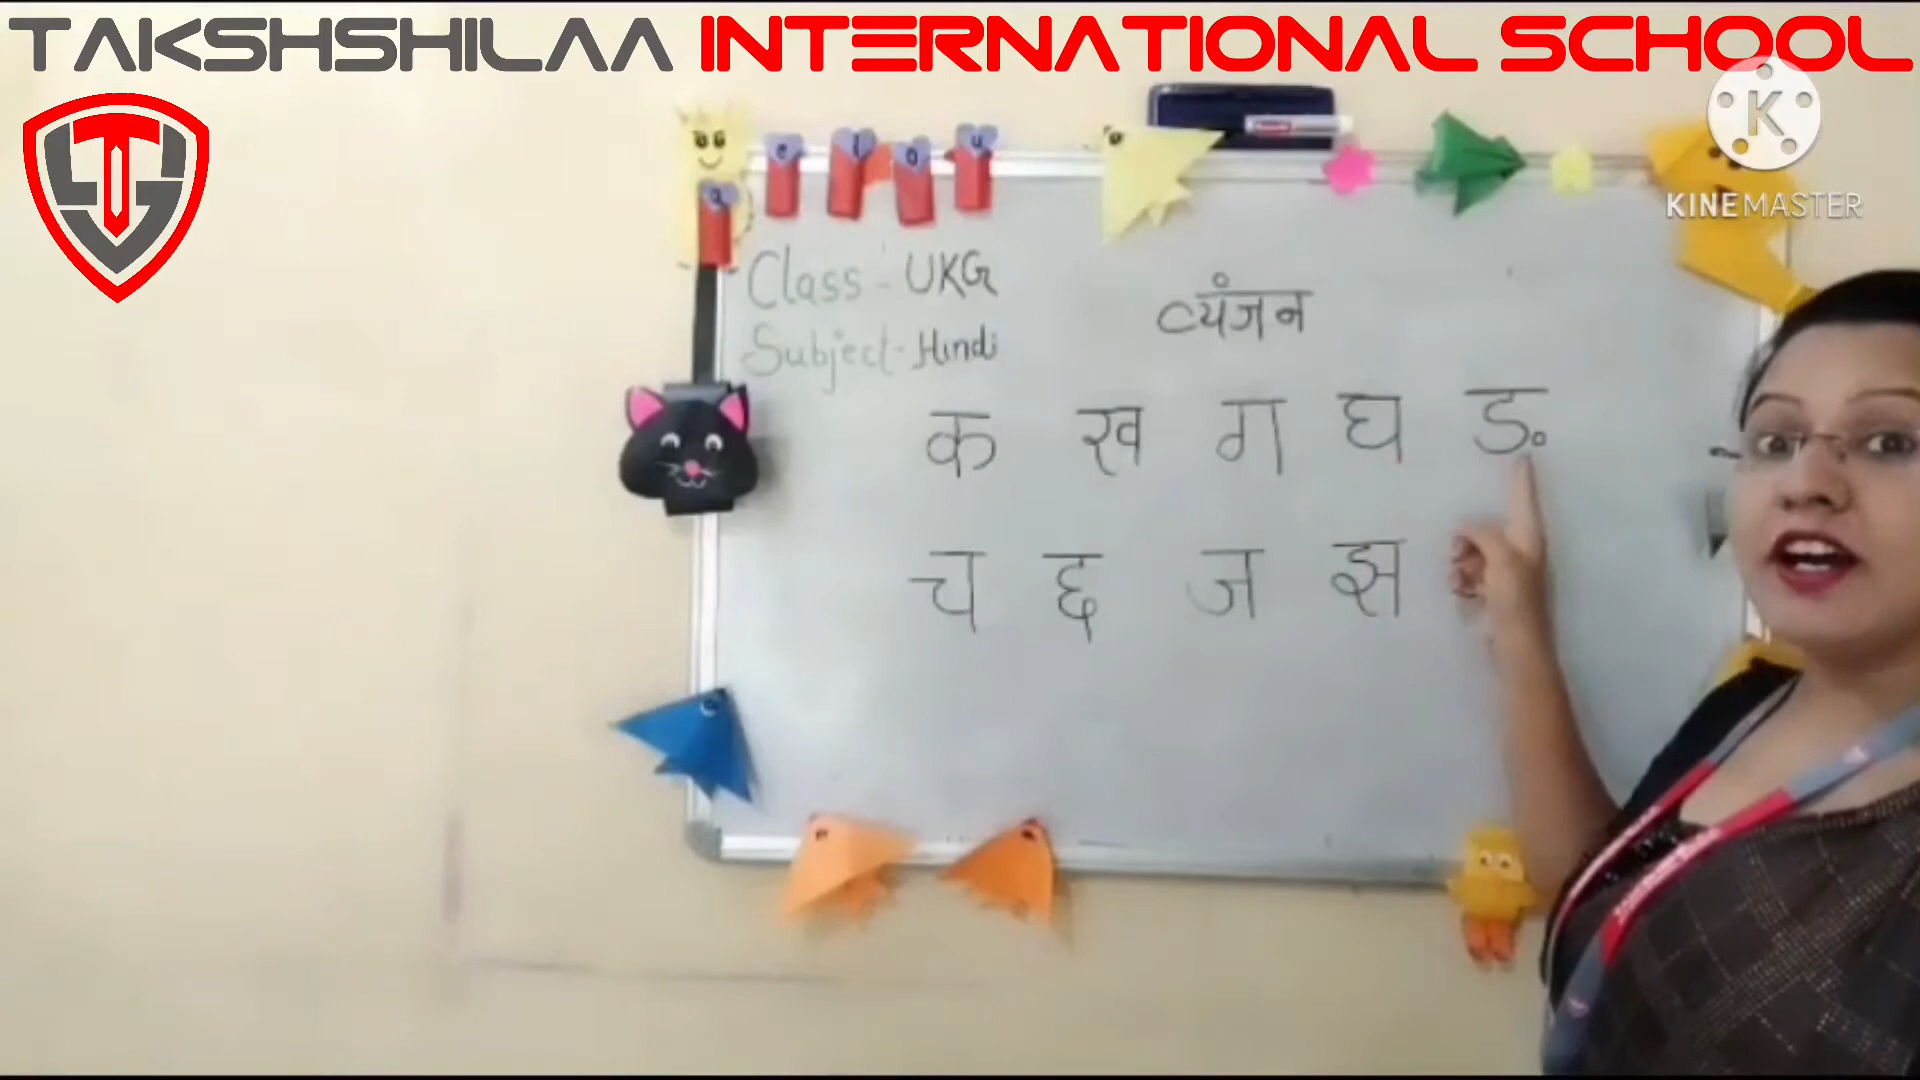 TAKSHSHILAA INTERNATIONAL SCHOOL
K
KINEMASTER
a e i o u
Class - UKG
Subject - Hindi
व्यंजन
क ख ग घ ङ
च छ ज झ